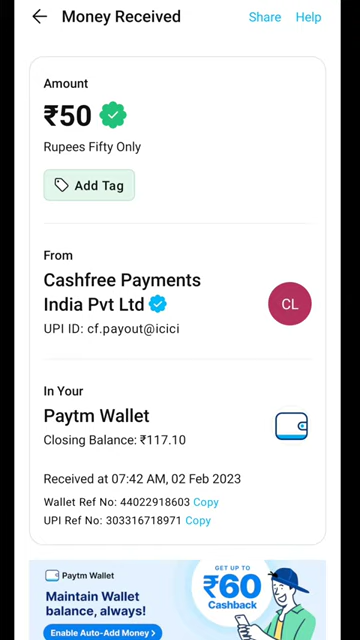 Money Received
Share
Help
Amount
₹50
Rupees Fifty Only
Add Tag
From
Cashfree Payments
India Pvt Ltd
CL
UPI ID: cf.payout@icici
In Your
Paytm Wallet
Closing Balance: ₹117.10
Received at 07:42 AM, 02 Feb 2023
Wallet Ref No: 44022918603 Copy
UPI Ref No: 303316718971 Copy
Paytm Wallet
Maintain Wallet
balance, always!
Enable Auto-Add Money >
GET UP TO
₹60
Cashback